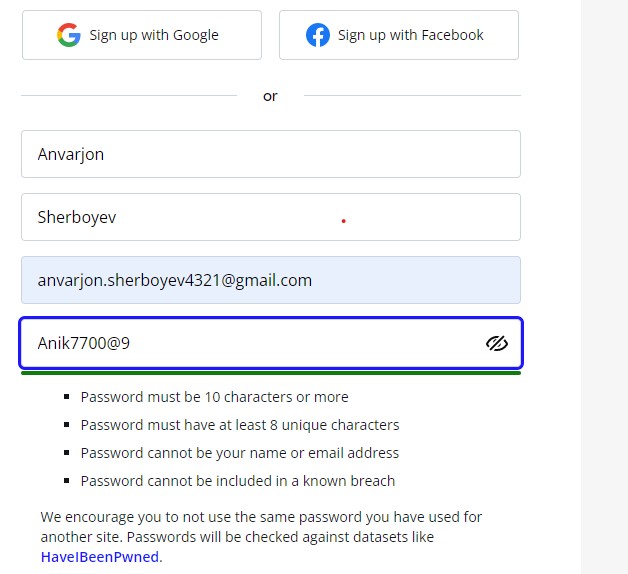 Sign up with Google
Sign up with Facebook
or
Anvarjon
Sherboyev
anvarjon.sherboyev4321@gmail.com
Anik7700@9
Password must be 10 characters or more
Password must have at least 8 unique characters
Password cannot be your name or email address
Password cannot be included in a known breach
We encourage you to not use the same password you have used for
another site. Passwords will be checked against datasets like
HaveIBeenPwned.